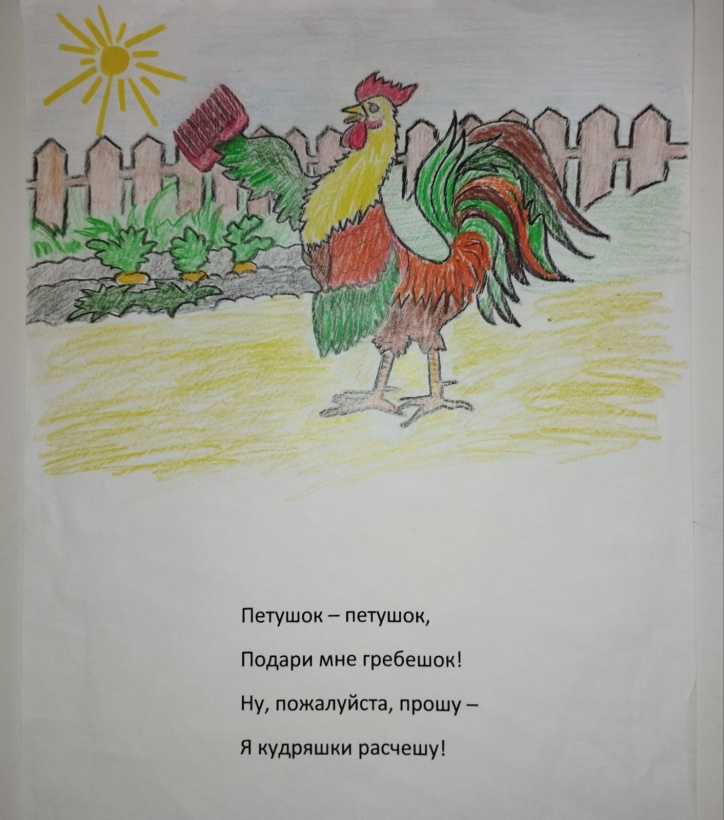 Петушок – петушок,
Подари мне гребешок!
Ну, пожалуйста, прошу –
Я кудряшки расчешу!